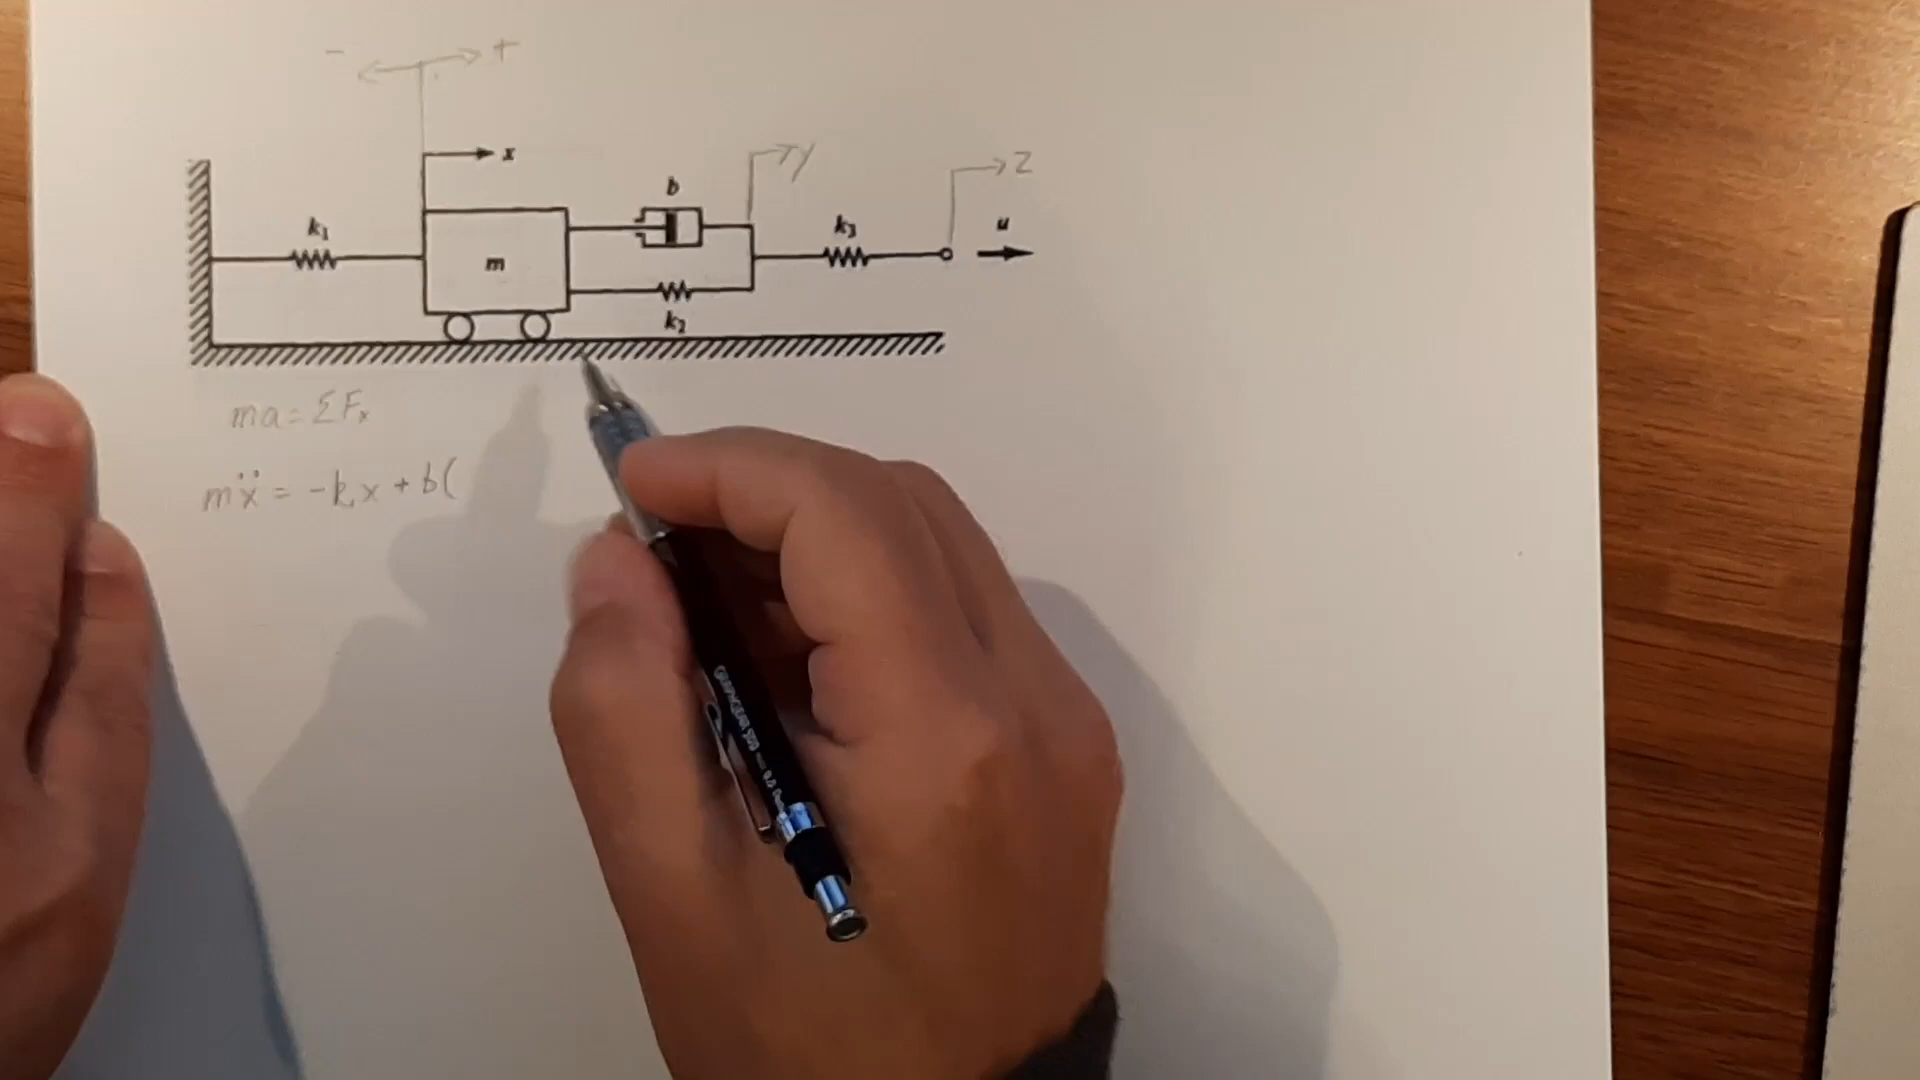 - +
x
y
z
b
k₁
k₃
u
m
k₂
ma = ΣFₓ
mẍ = -k₁x + b(